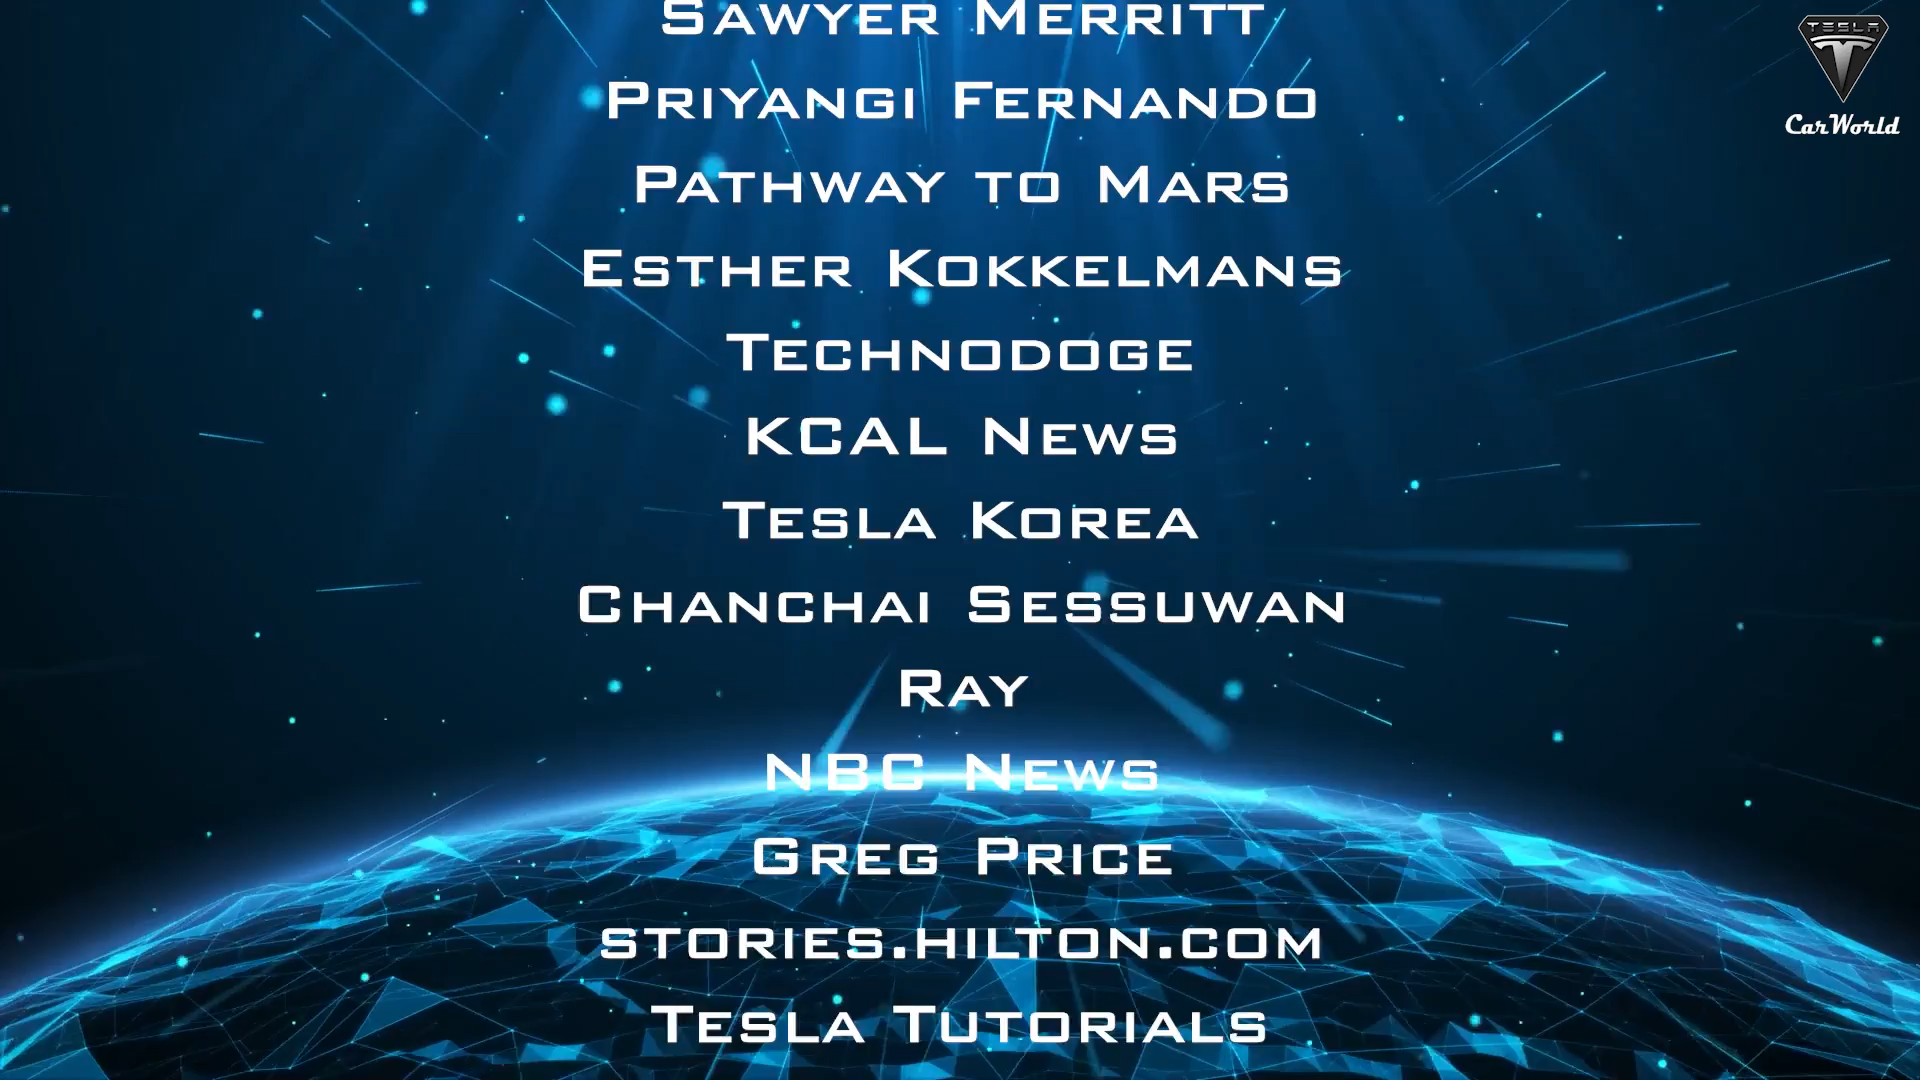 Sawyer Merritt
Priyangi Fernando
Pathway to Mars
Esther Kokkelmans
Technodoge
KCAL News
Tesla Korea
Chanchai Sessuwan
Ray
NBC News
Greg Price
stories.hilton.com
Tesla Tutorials
TESLA
CarWorld